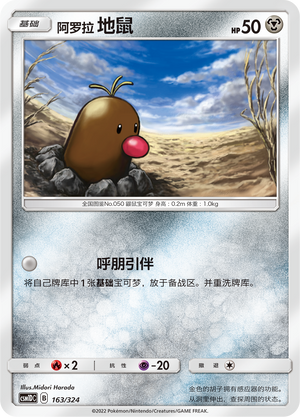 基础 阿罗拉 地鼠 HP50
全国图鉴No.050 鼹鼠宝可梦 身高：0.2m 体重：1.0kg
呼朋引伴
将自己牌库中1张基础宝可梦，放于备战区。并重洗牌库。
弱点 ×2 抗性 -20 撤退
Illus.Midori Harada
金色的胡子拥有感应器的功能。
CSM1DC B 163/324
从洞里伸出，查探周围的状态。
©2022 Pokémon/Nintendo/Creatures/GAME FREAK.